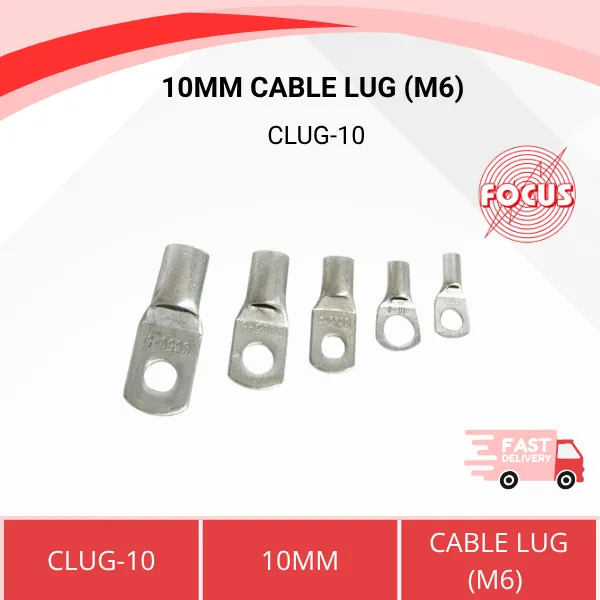 10MM CABLE LUG (M6)
CLUG-10
FOCUS
FAST
DELIVERY
CLUG-10
10MM
CABLE LUG
(M6)